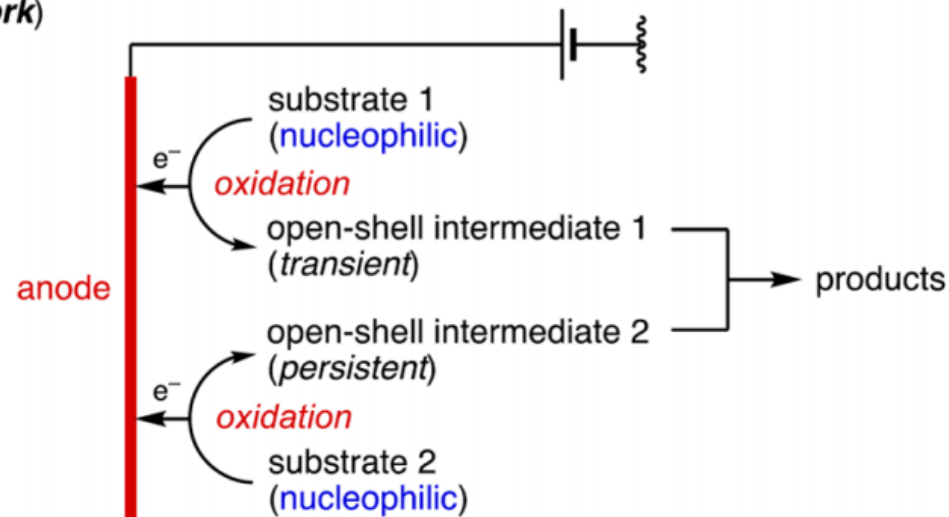 rk)
substrate 1
(nucleophilic)
e⁻
oxidation
open-shell intermediate 1
(transient)
anode
products
open-shell intermediate 2
(persistent)
e⁻
oxidation
substrate 2
(nucleophilic)